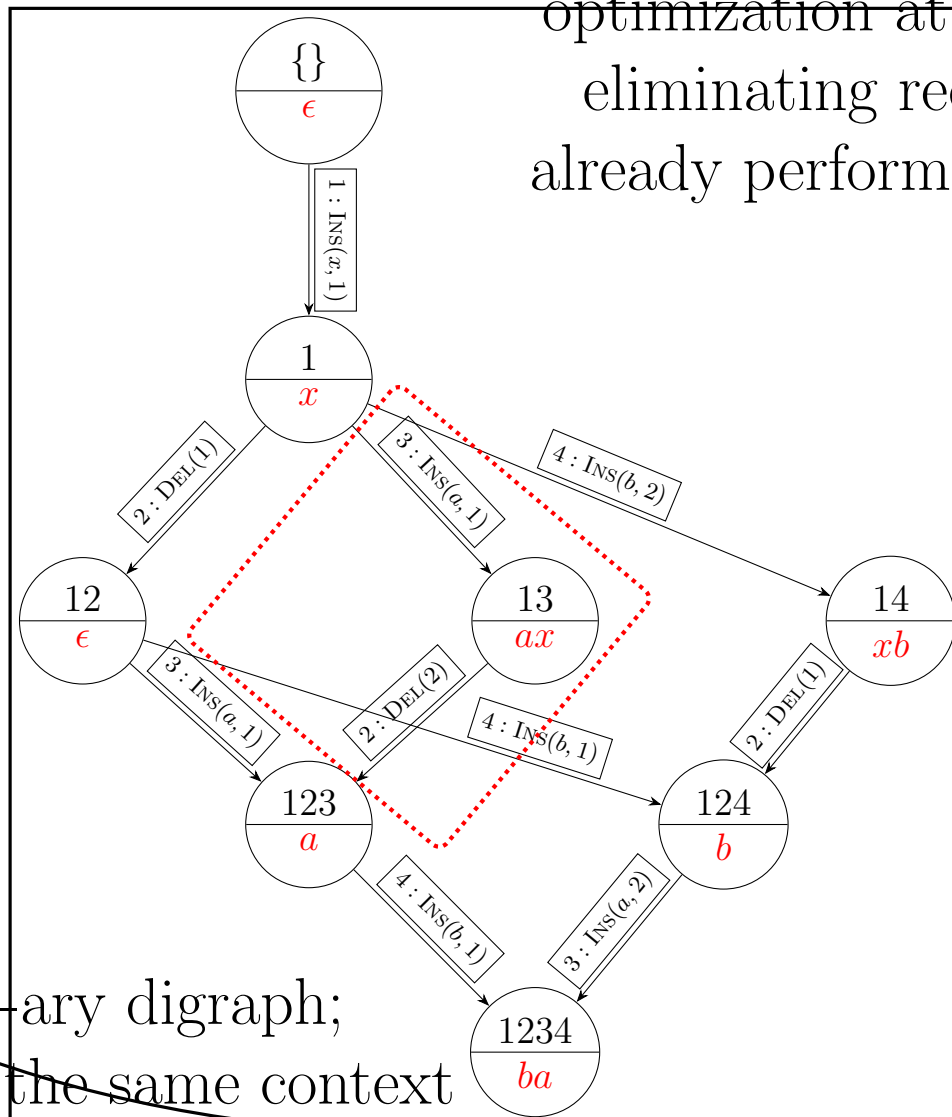 optimization at
eliminating re
already perform
{}
ϵ
1 : INS(x, 1)
1
x
2 : DEL(1)
3 : INS(a, 1)
4 : INS(b, 2)
12
ϵ
13
ax
14
xb
3 : INS(a, 1)
2 : DEL(2)
4 : INS(b, 1)
2 : DEL(1)
123
a
124
b
4 : INS(b, 1)
3 : INS(a, 2)
-ary digraph;
1234
ba
the same context